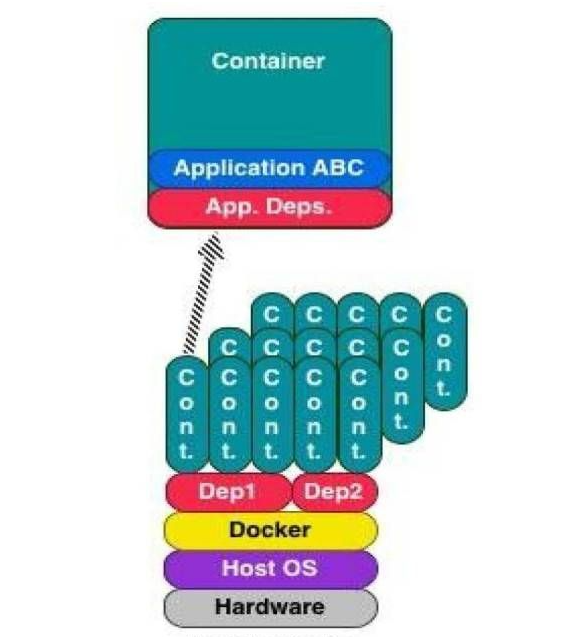 Container
Application ABC
App. Deps.
C C C C Cont.
C C C C Cont.
Cont. Cont. Cont. Cont. Cont.
Dep1 Dep2
Docker
Host OS
Hardware